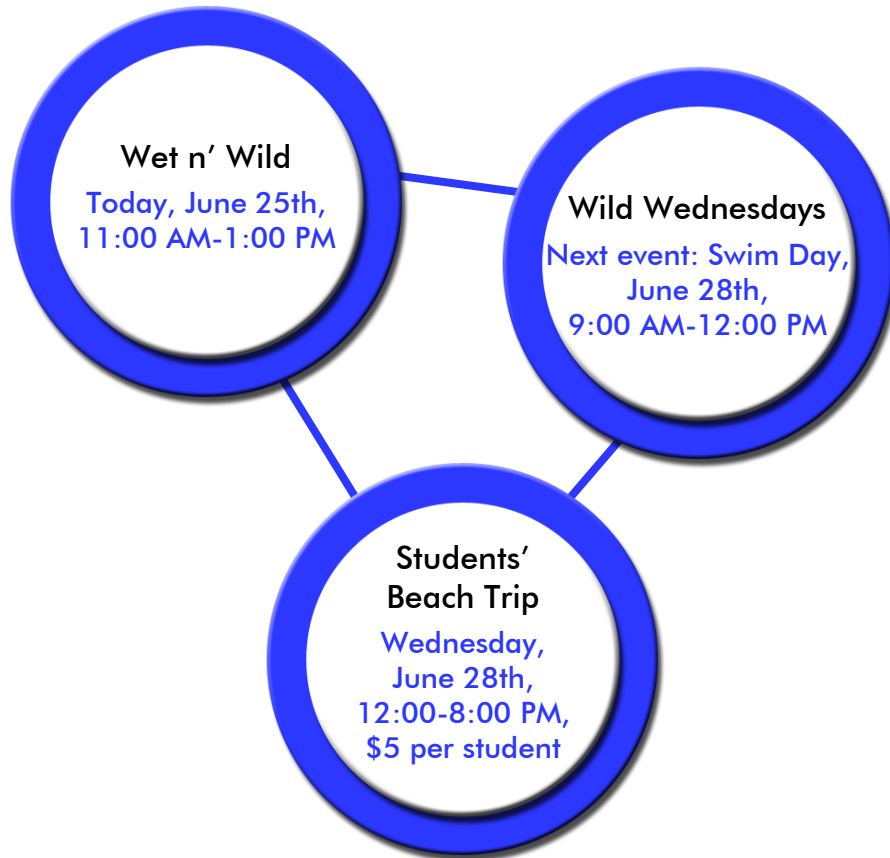 Wet n’ Wild
Today, June 25th,
11:00 AM-1:00 PM
Wild Wednesdays
Next event: Swim Day,
June 28th,
9:00 AM-12:00 PM
Students’
Beach Trip
Wednesday,
June 28th,
12:00-8:00 PM,
$5 per student